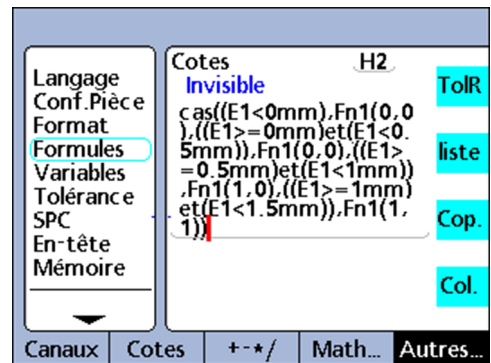 Langage
Conf.Pièce
Format
Formules
Variables
Tolérance
SPC
En-tête
Mémoire
Cotes H2
Invisible
cas((E1<0mm),Fn1(0,0
),((E1>=0mm)et(E1<0.
5mm)),Fn1(0,0),((E1>
=0.5mm)et(E1<1mm))
,Fn1(1,0),((E1>=1mm)
et(E1<1.5mm)),Fn1(1,
1))
TolR
liste
Cop.
Col.
Canaux Cotes +-*/ Math... Autres...